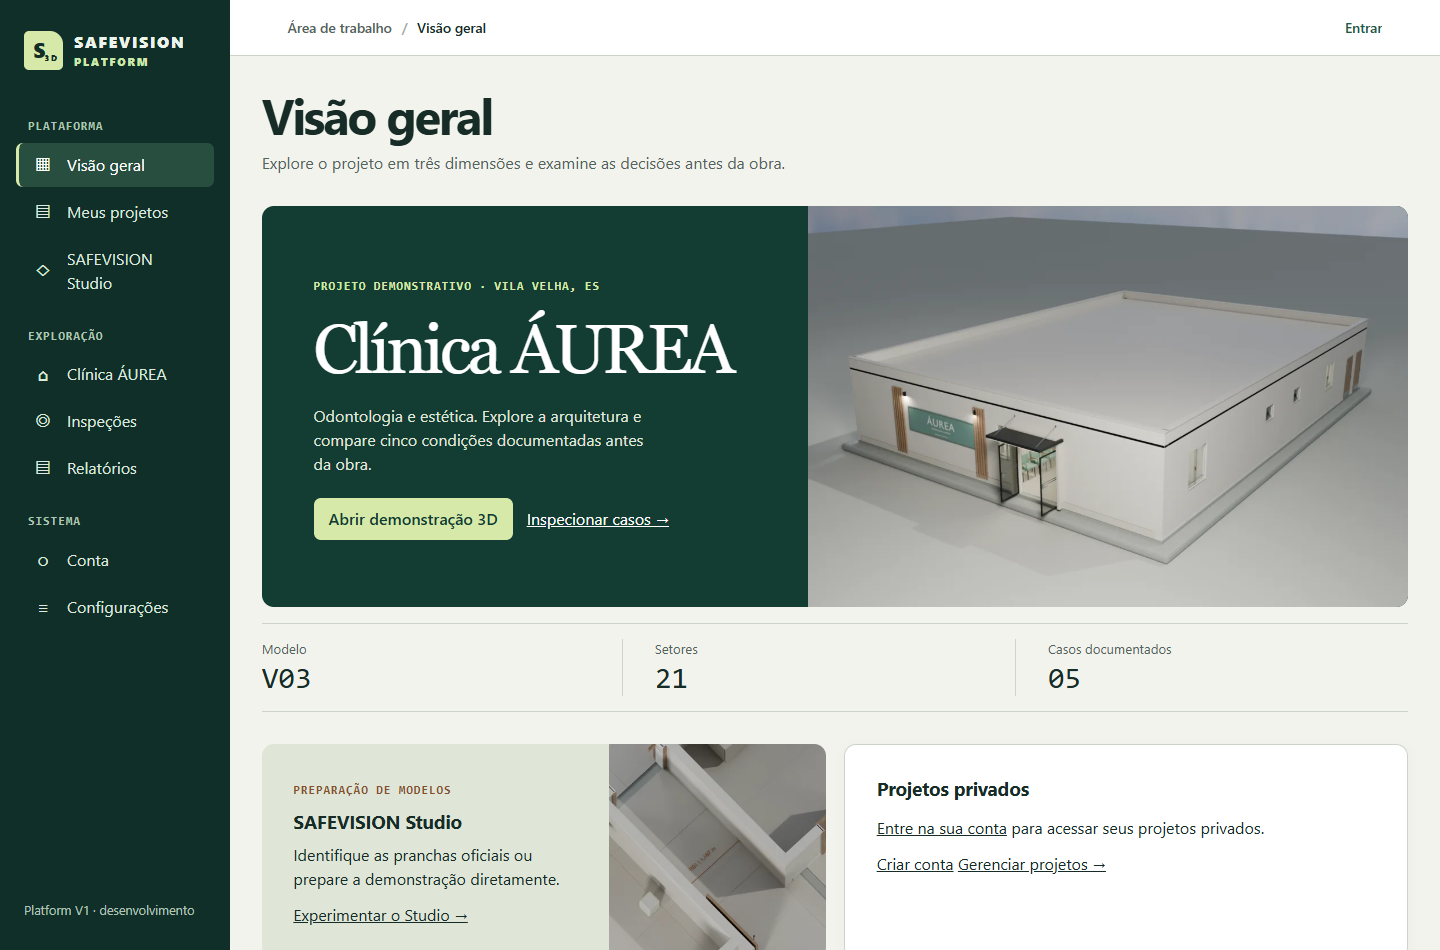 S3D
SAFEVISION
PLATFORM
PLATAFORMA
Visão geral
Meus projetos
SAFEVISION
Studio
EXPLORAÇÃO
Clínica ÁUREA
Inspeções
Relatórios
SISTEMA
Conta
Configurações
Platform V1 · desenvolvimento
Área de trabalho / Visão geral
Entrar
Visão geral
Explore o projeto em três dimensões e examine as decisões antes da obra.
PROJETO DEMONSTRATIVO · VILA VELHA, ES
Clínica ÁUREA
Odontologia e estética. Explore a arquitetura e
compare cinco condições documentadas antes
da obra.
Abrir demonstração 3D
Inspecionar casos →
ÁUREA
Modelo
V03
Setores
21
Casos documentados
05
PREPARAÇÃO DE MODELOS
SAFEVISION Studio
Identifique as pranchas oficiais ou
prepare a demonstração diretamente.
Experimentar o Studio →
Projetos privados
Entre na sua conta para acessar seus projetos privados.
Criar conta Gerenciar projetos →